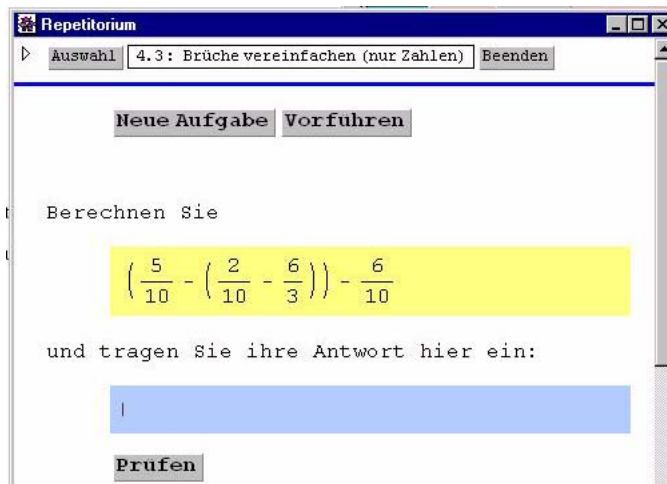 Repetitorium
Auswahl 4.3: Brüche vereinfachen (nur Zahlen) Beenden
Neue Aufgabe Vorführen
Berechnen Sie
(5/10 - (2/10 - 6/3)) - 6/10
und tragen Sie ihre Antwort hier ein:
Prüfen